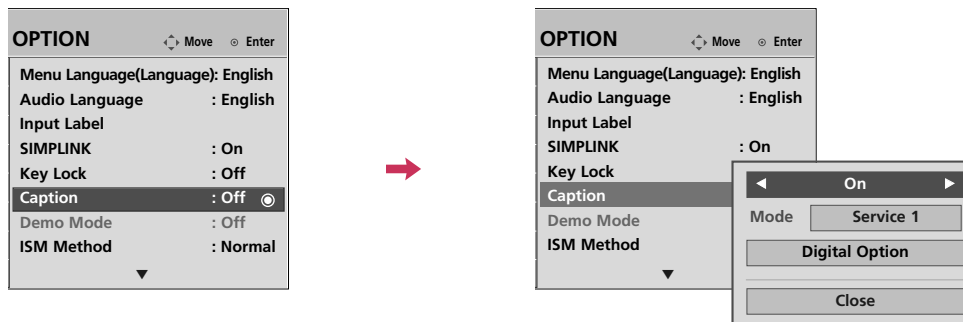 OPTION Move Enter
Menu Language(Language): English
Audio Language : English
Input Label
SIMPLINK : On
Key Lock : Off
Caption : Off
Demo Mode : Off
ISM Method : Normal
OPTION Move Enter
Menu Language(Language): English
Audio Language : English
Input Label
SIMPLINK : On
Key Lock
Caption
Demo Mode
ISM Method
On
Mode Service 1
Digital Option
Close